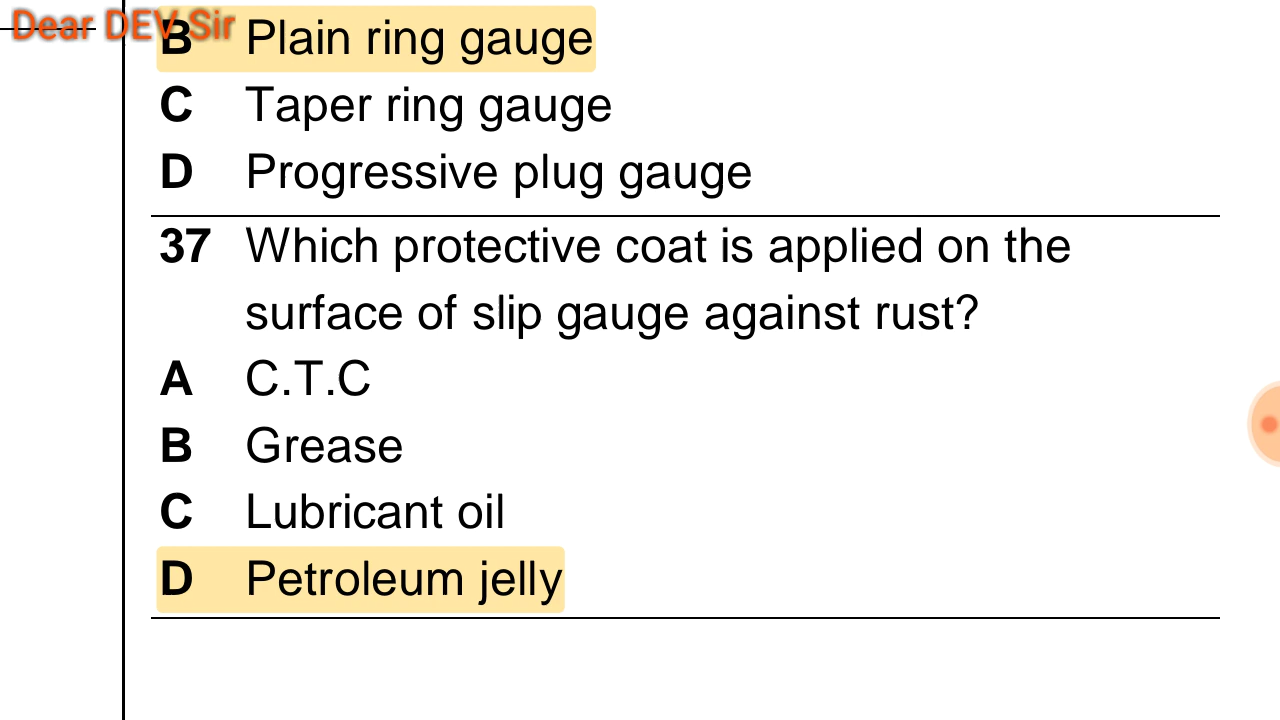 Dear DEV Sir
B Plain ring gauge
C Taper ring gauge
D Progressive plug gauge
37 Which protective coat is applied on the
surface of slip gauge against rust?
A C.T.C
B Grease
C Lubricant oil
D Petroleum jelly